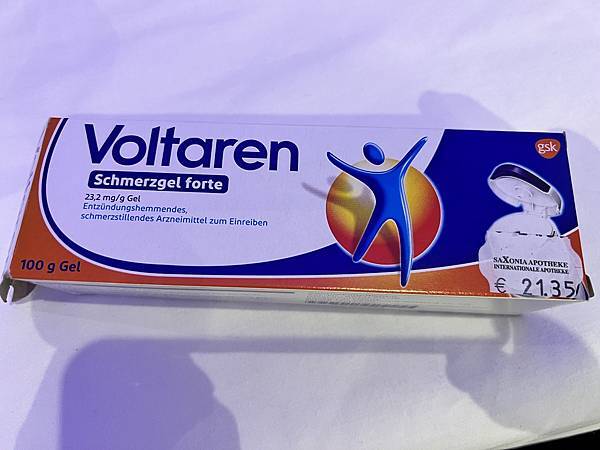 Voltaren
Schmerzgel forte
23,2 mg/g Gel
Entzündungshemmendes,
schmerzstillendes Arzneimittel zum Einreiben
100 g Gel
gsk
SAXONIA APOTHEKE
INTERNATIONALE APOTHEKE
€ 21.35